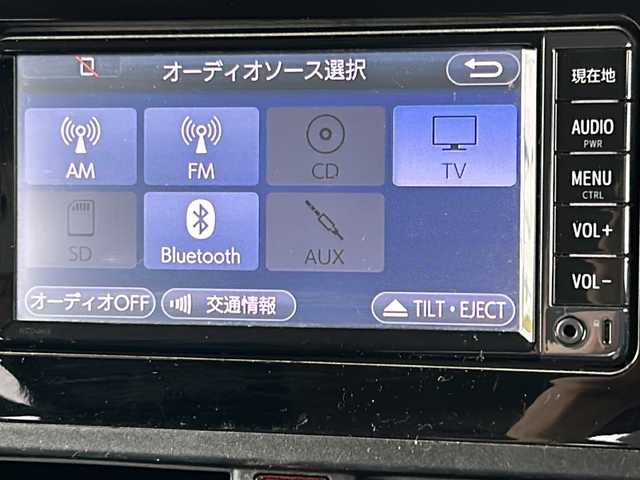 オーディオソース選択
AM
FM
CD
TV
SD
Bluetooth
AUX
オーディオOFF
交通情報
TILT・EJECT
現在地
AUDIO
PWR
MENU
CTRL
VOL+
VOL-